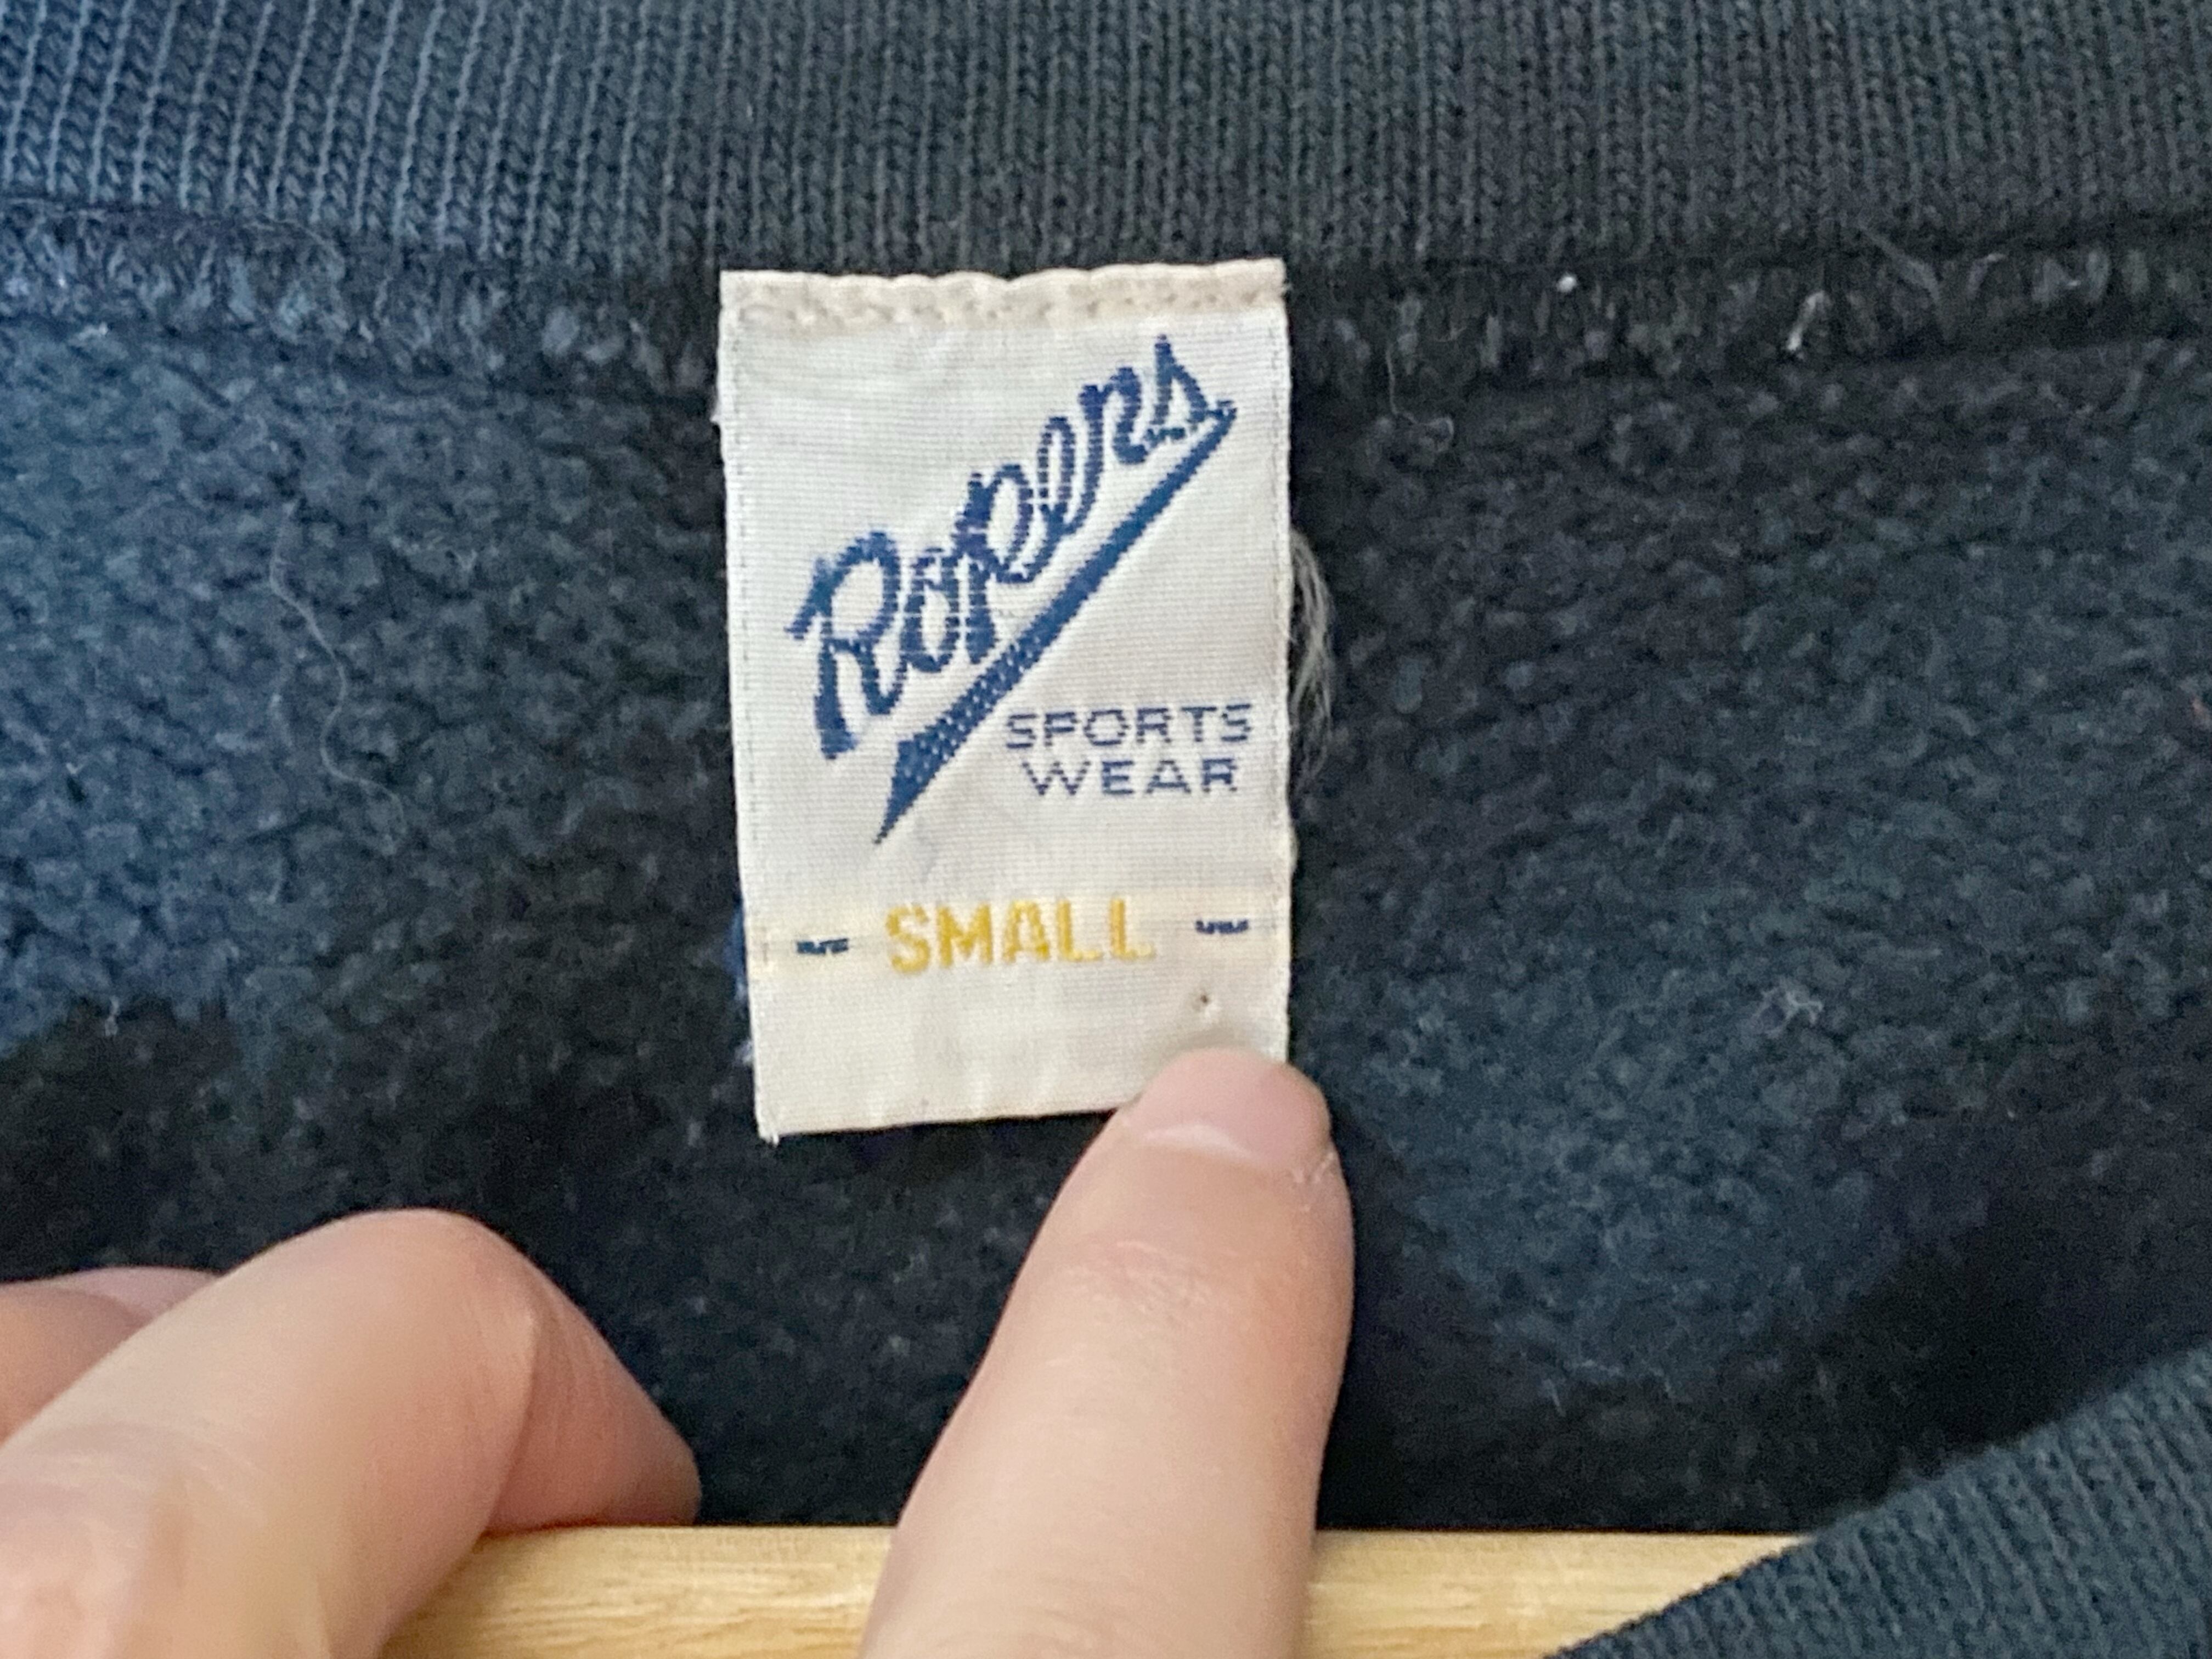 Ropers
SPORTS
WEAR
- SMALL -